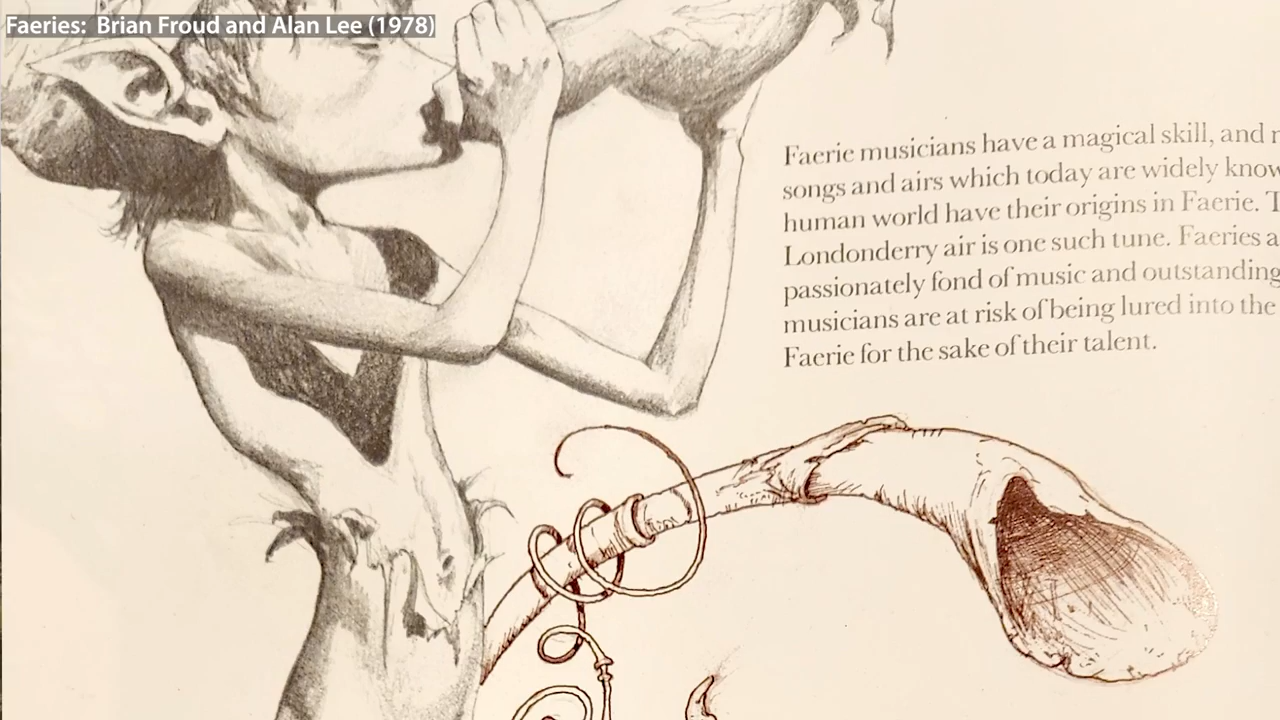 Faeries: Brian Froud and Alan Lee (1978)
Faerie musicians have a magical skill, and
songs and airs which today are widely
human world have their origins in Faerie.
Londonderry air is one such tune. Faeries
passionately fond of music and outstanding
musicians are at risk of being lured into the
Faerie for the sake of their talent.